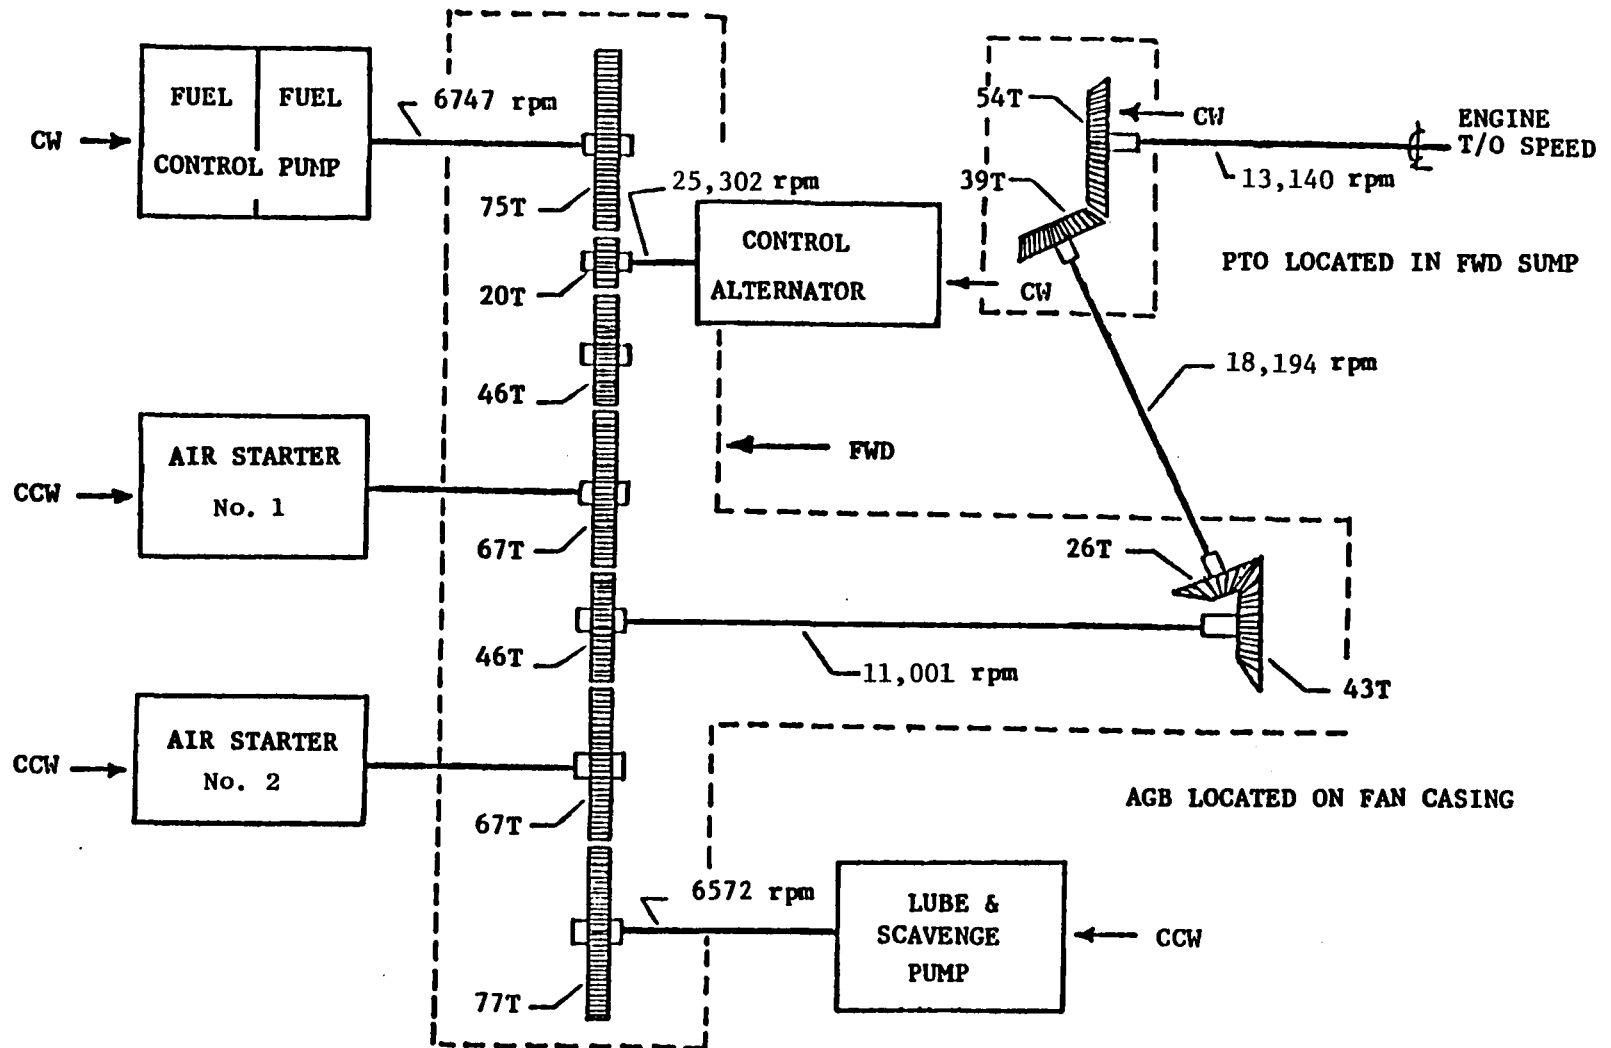 FUEL FUEL
CONTROL PUMP
CW
6747 rpm
75T
25,302 rpm
20T
CONTROL
ALTERNATOR
CW
46T
54T
CW
39T
ENGINE
T/O SPEED
13,140 rpm
PTO LOCATED IN FWD SUMP
18,194 rpm
FWD
AIR STARTER
No. 1
CCW
67T
26T
46T
11,001 rpm
43T
AIR STARTER
No. 2
CCW
67T
AGB LOCATED ON FAN CASING
6572 rpm
LUBE &
SCAVENGE
PUMP
CCW
77T